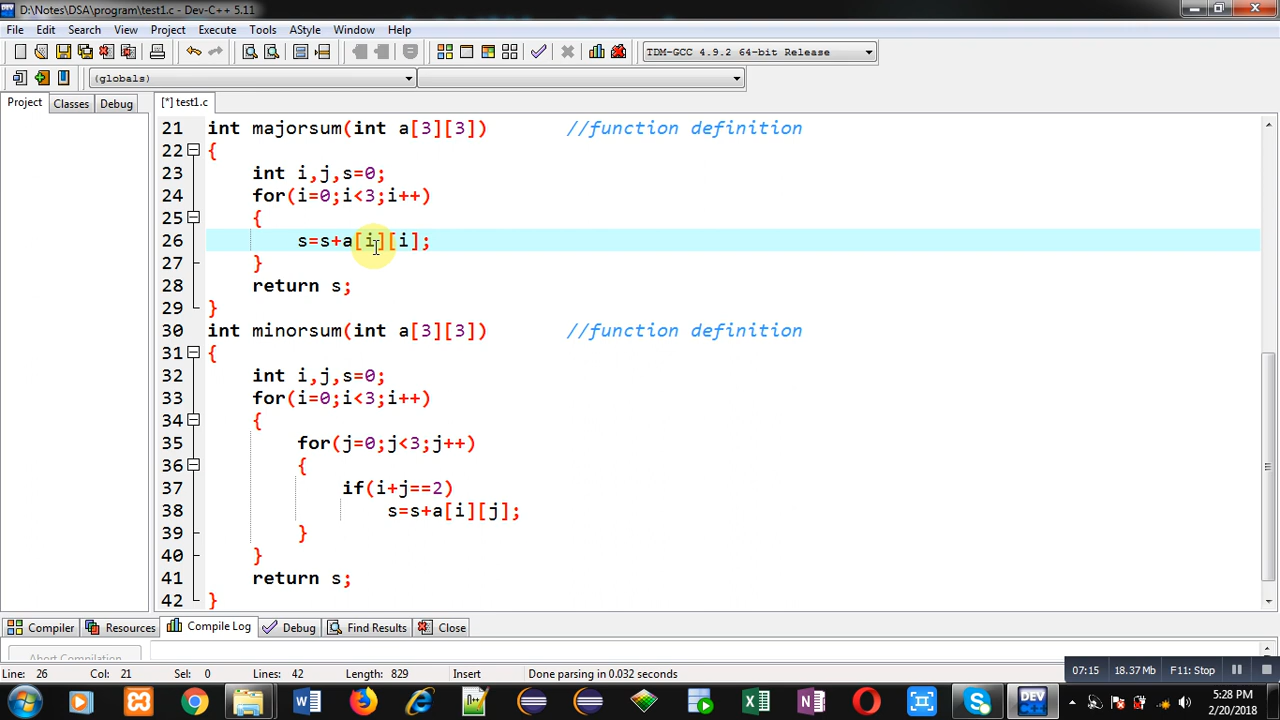 D:\Notes\DSA\program\test1.c - Dev-C++ 5.11
File Edit Search View Project Execute Tools AStyle Window Help
TDM-GCC 4.9.2 64-bit Release
(globals)
Project Classes Debug [*] test1.c
21 int majorsum(int a[3][3]) //function definition
22 {
23 int i,j,s=0;
24 for(i=0;i<3;i++)
25 {
26 s=s+a[i][i];
27 }
28 return s;
29 }
30 int minorsum(int a[3][3]) //function definition
31 {
32 int i,j,s=0;
33 for(i=0;i<3;i++)
34 {
35 for(j=0;j<3;j++)
36 {
37 if(i+j==2)
38 s=s+a[i][j];
39 }
40 }
41 return s;
42 }
Compiler Resources Compile Log Debug Find Results Close
Abort Compilation
Line: 26 Col: 21 Sel: 0 Lines: 42 Length: 829 Insert Done parsing in 0.032 seconds
07:15 18.37 Mb F11: Stop
5:28 PM
2/20/2018